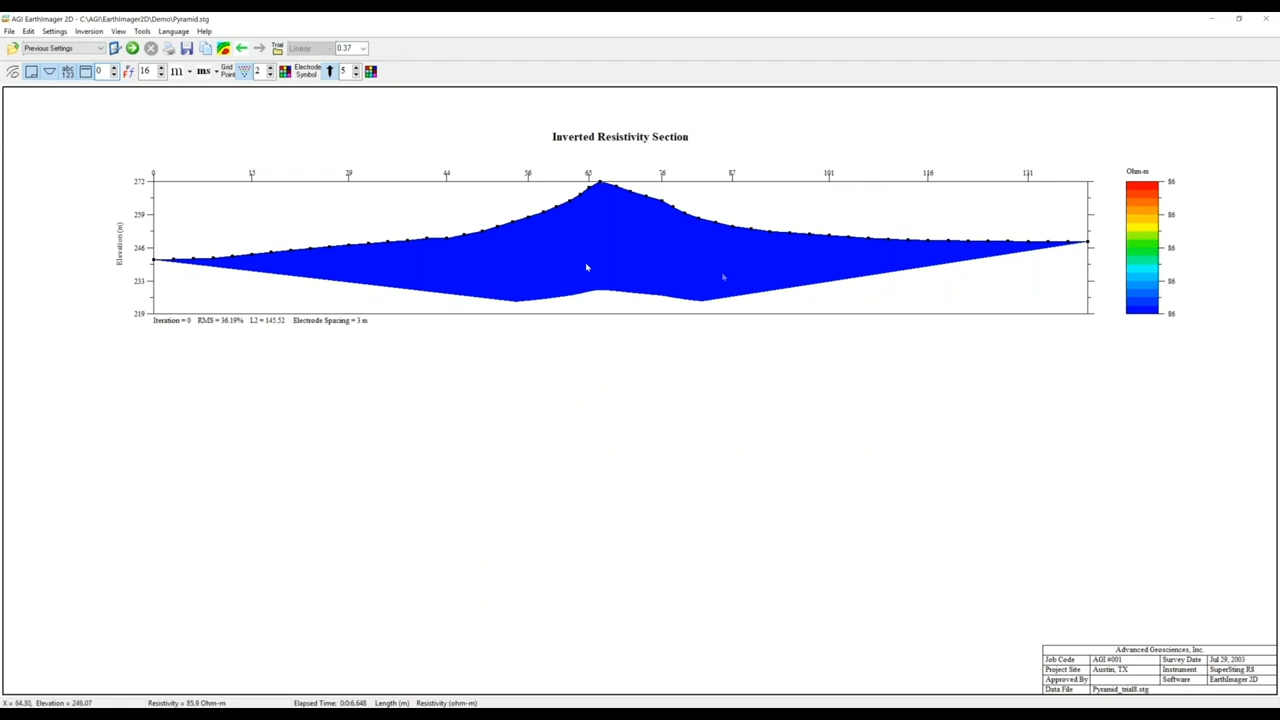 AGI EarthImager 2D - C:\AGI\EarthImager2D\Demo\Pyramid.stg
File Edit Settings Inversion View Tools Language Help
Previous Settings Trial Linear 0.37
abc 123 0 16 m ms Grid Point 2 Electrode Symbol 5
Inverted Resistivity Section
0 15 29 44 56 65 76 87 101 116 131
Ohm-m
272
259
246
233
219
Elevation (m)
86
86
86
86
86
Iteration = 0 RMS = 36.19% L2 = 145.52 Electrode Spacing = 3 m
Advanced Geosciences, Inc.
Job Code AGI #001 Survey Date Jul 29, 2003
Project Site Austin, TX Instrument SuperSting R8
Approved By Software EarthImager 2D
Data File Pyramid_trial8.stg
X = 64.30, Elevation = 246.07 Resistivity = 85.9 Ohm-m Elapsed Time: 0:0:6.648 Length (m) Resistivity (ohm-m)